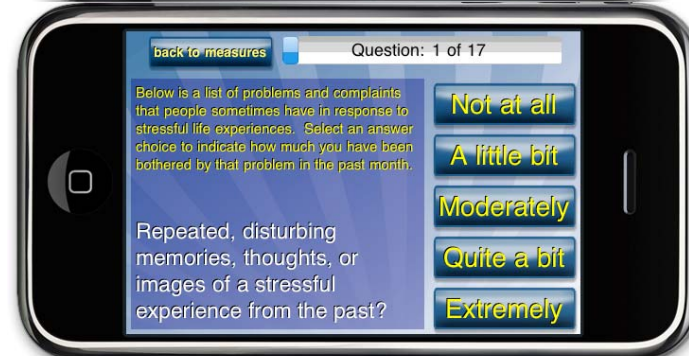 back to measures
Question: 1 of 17
Below is a list of problems and complaints
that people sometimes have in response to
stressful life experiences. Select an answer
choice to indicate how much you have been
bothered by that problem in the past month.
Repeated, disturbing
memories, thoughts, or
images of a stressful
experience from the past?
Not at all
A little bit
Moderately
Quite a bit
Extremely